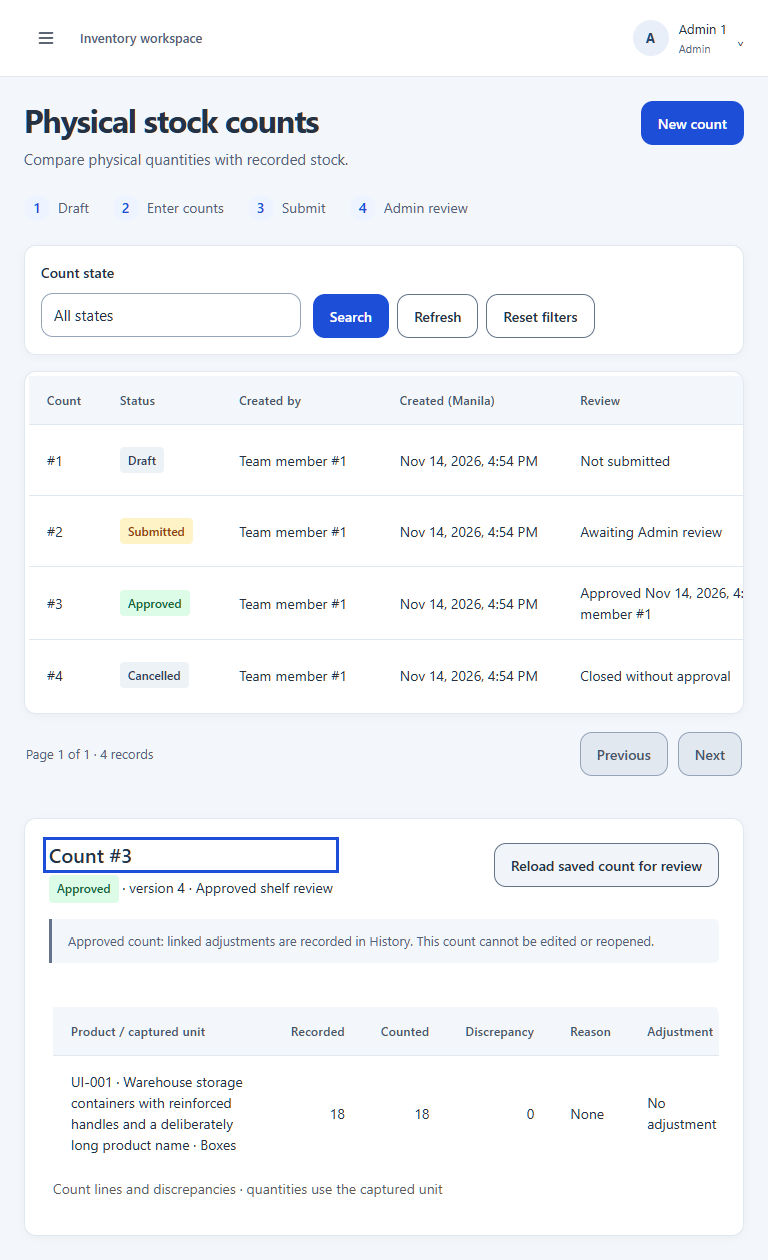 Inventory workspace
A
Admin 1
Admin
Physical stock counts
New count
Compare physical quantities with recorded stock.
1 Draft 2 Enter counts 3 Submit 4 Admin review
Count state
All states
Search
Refresh
Reset filters
Count Status Created by Created (Manila) Review
#1 Draft Team member #1 Nov 14, 2026, 4:54 PM Not submitted
#2 Submitted Team member #1 Nov 14, 2026, 4:54 PM Awaiting Admin review
#3 Approved Team member #1 Nov 14, 2026, 4:54 PM Approved Nov 14, 2026, 4:
member #1
#4 Cancelled Team member #1 Nov 14, 2026, 4:54 PM Closed without approval
Page 1 of 1 · 4 records
Previous
Next
Count #3
Reload saved count for review
Approved · version 4 · Approved shelf review
Approved count: linked adjustments are recorded in History. This count cannot be edited or reopened.
Product / captured unit Recorded Counted Discrepancy Reason Adjustment
UI-001 · Warehouse storage
containers with reinforced
handles and a deliberately
long product name · Boxes
18 18 0 None
No
adjustment
Count lines and discrepancies · quantities use the captured unit